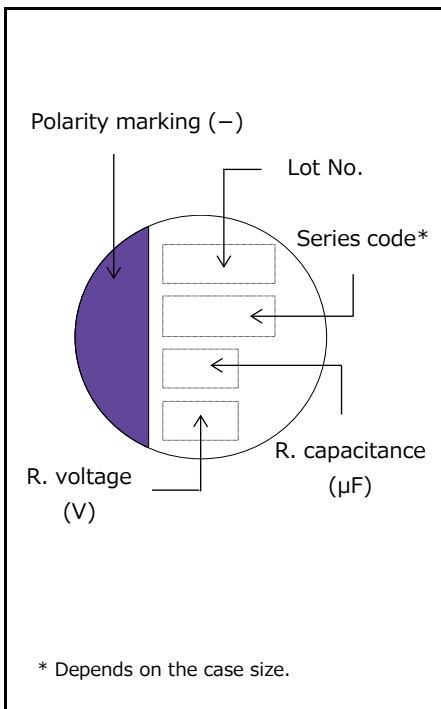 Polarity marking (−)
Lot No.
Series code*
R. capacitance
(μF)
R. voltage
(V)
* Depends on the case size.